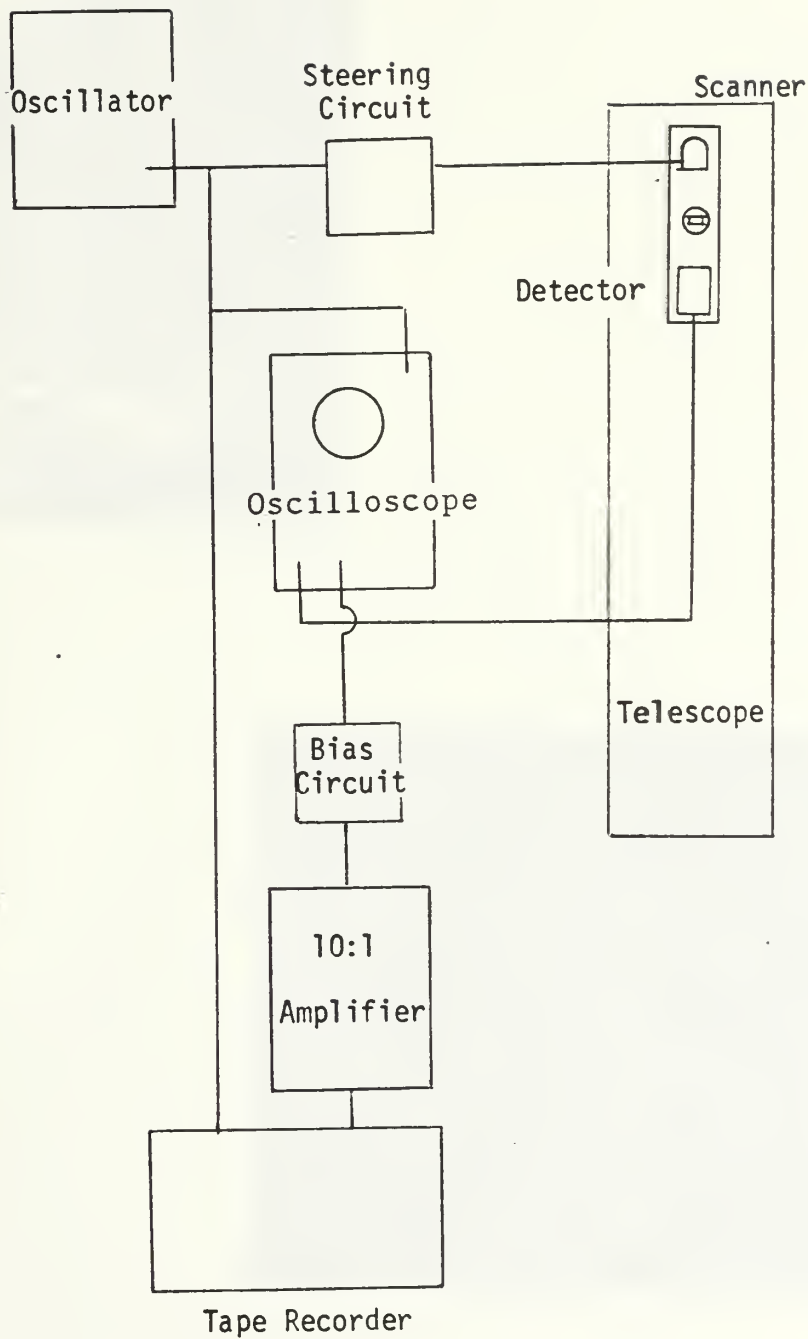 Oscillator
Steering
Circuit
Scanner
Detector
Oscilloscope
Telescope
Bias
Circuit
10:1
Amplifier
Tape Recorder